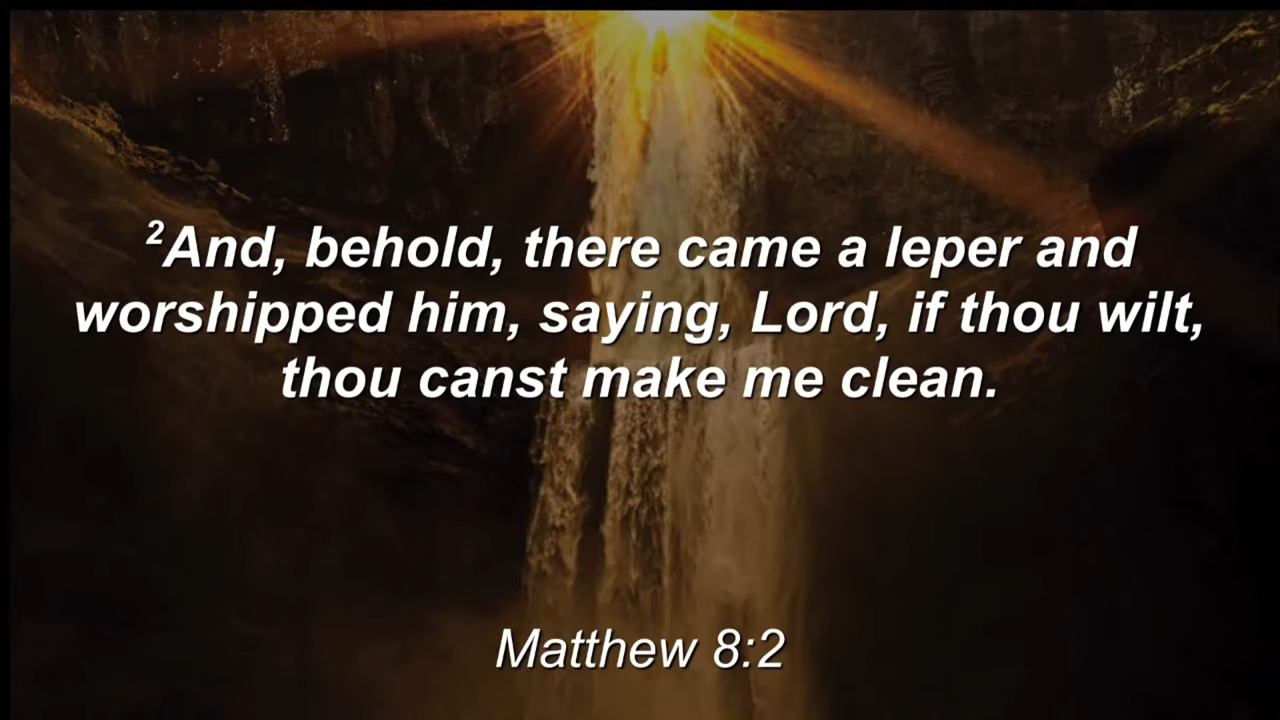 ²And, behold, there came a leper and
worshipped him, saying, Lord, if thou wilt,
thou canst make me clean.
Matthew 8:2